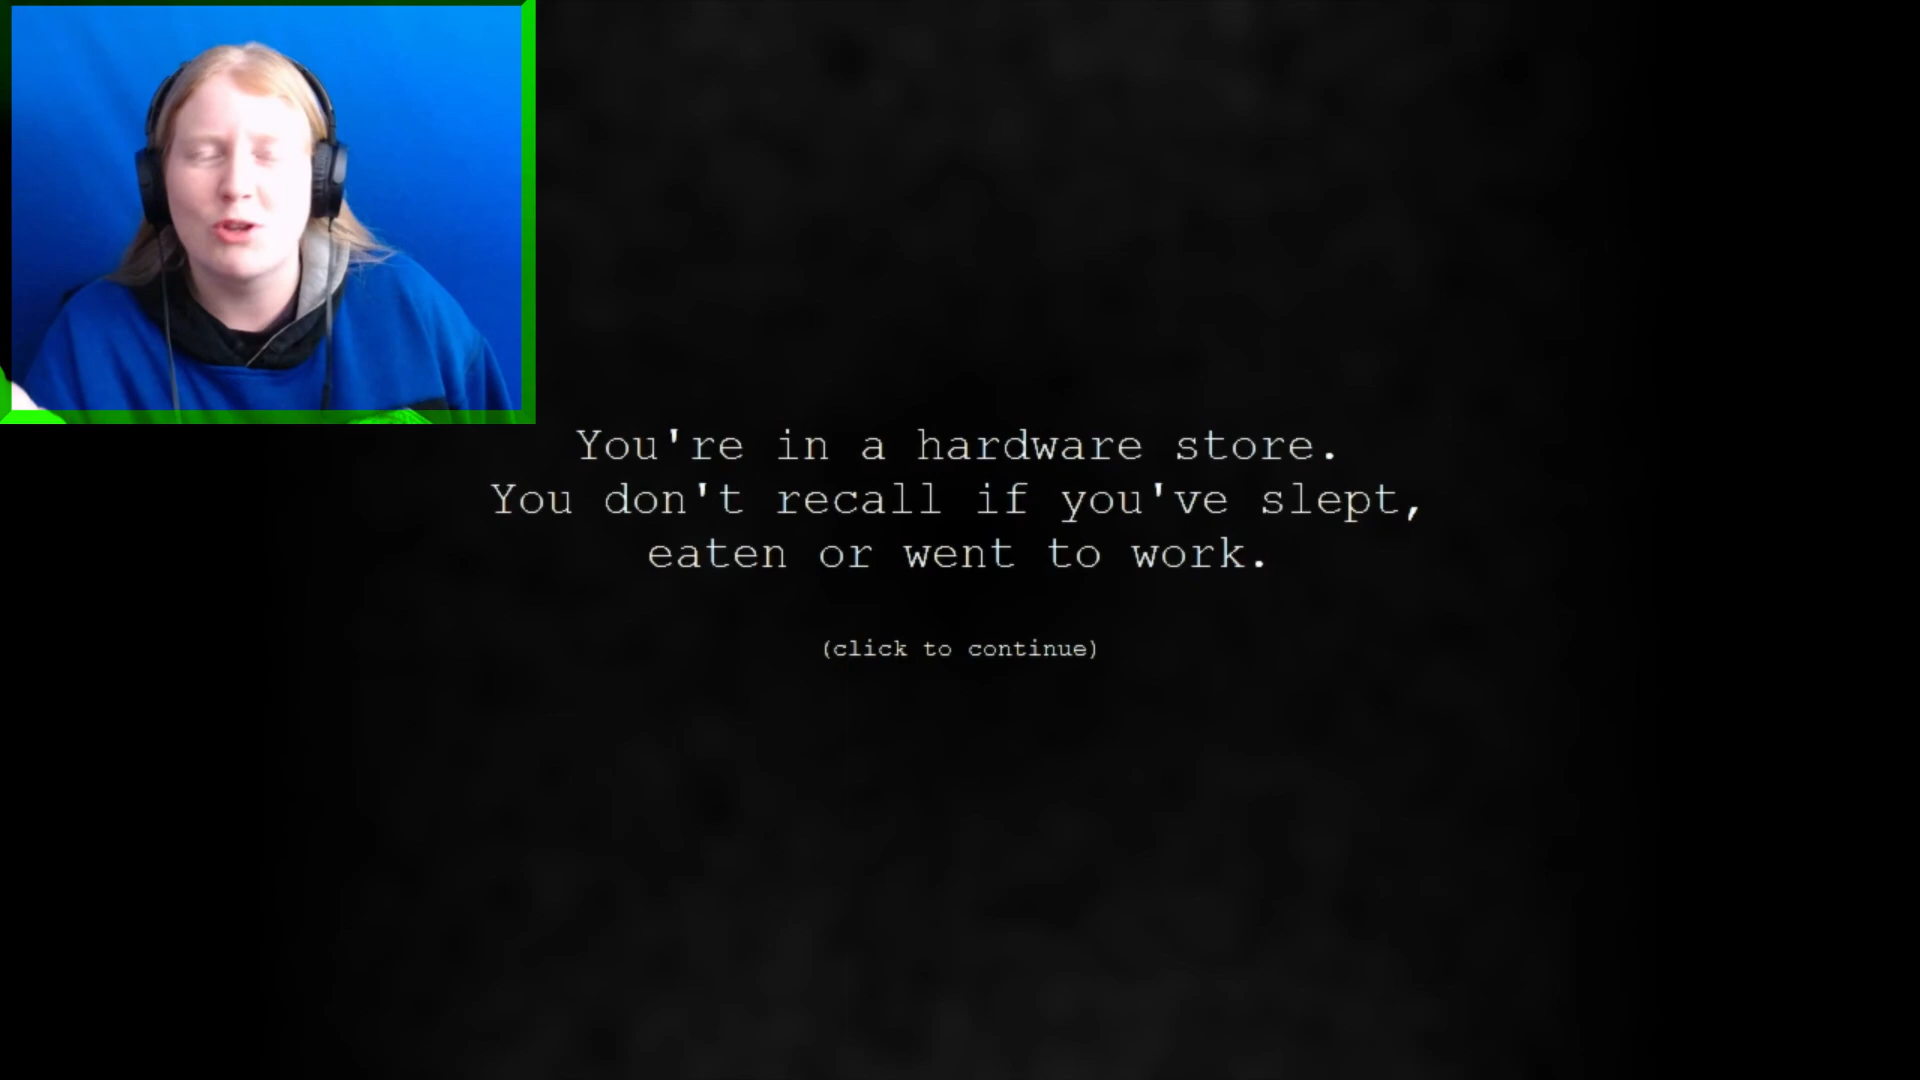 You're in a hardware store.
You don't recall if you've slept,
eaten or went to work.
(click to continue)